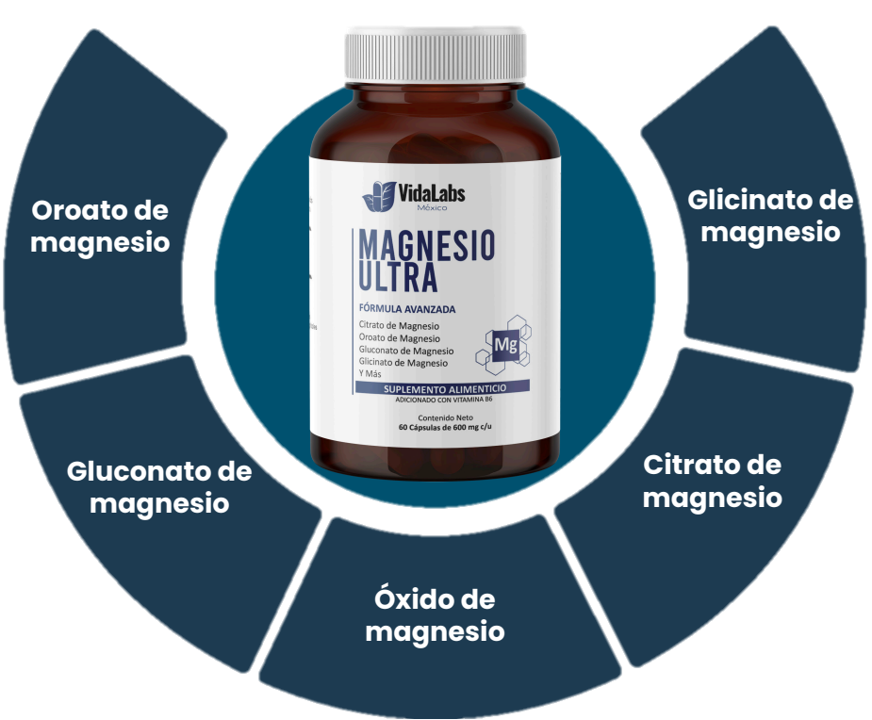 Oroato de
magnesio
Gluconato de
magnesio
Óxido de
magnesio
Citrato de
magnesio
Glicinato de
magnesio
VidaLabs
México
MAGNESIO
ULTRA
FÓRMULA AVANZADA
Citrato de Magnesio
Oroato de Magnesio
Gluconato de Magnesio
Glicinato de Magnesio
Y Más
Mg
SUPLEMENTO ALIMENTICIO
ADICIONADO CON VITAMINA B6
Contenido Neto
60 Cápsulas de 600 mg c/u